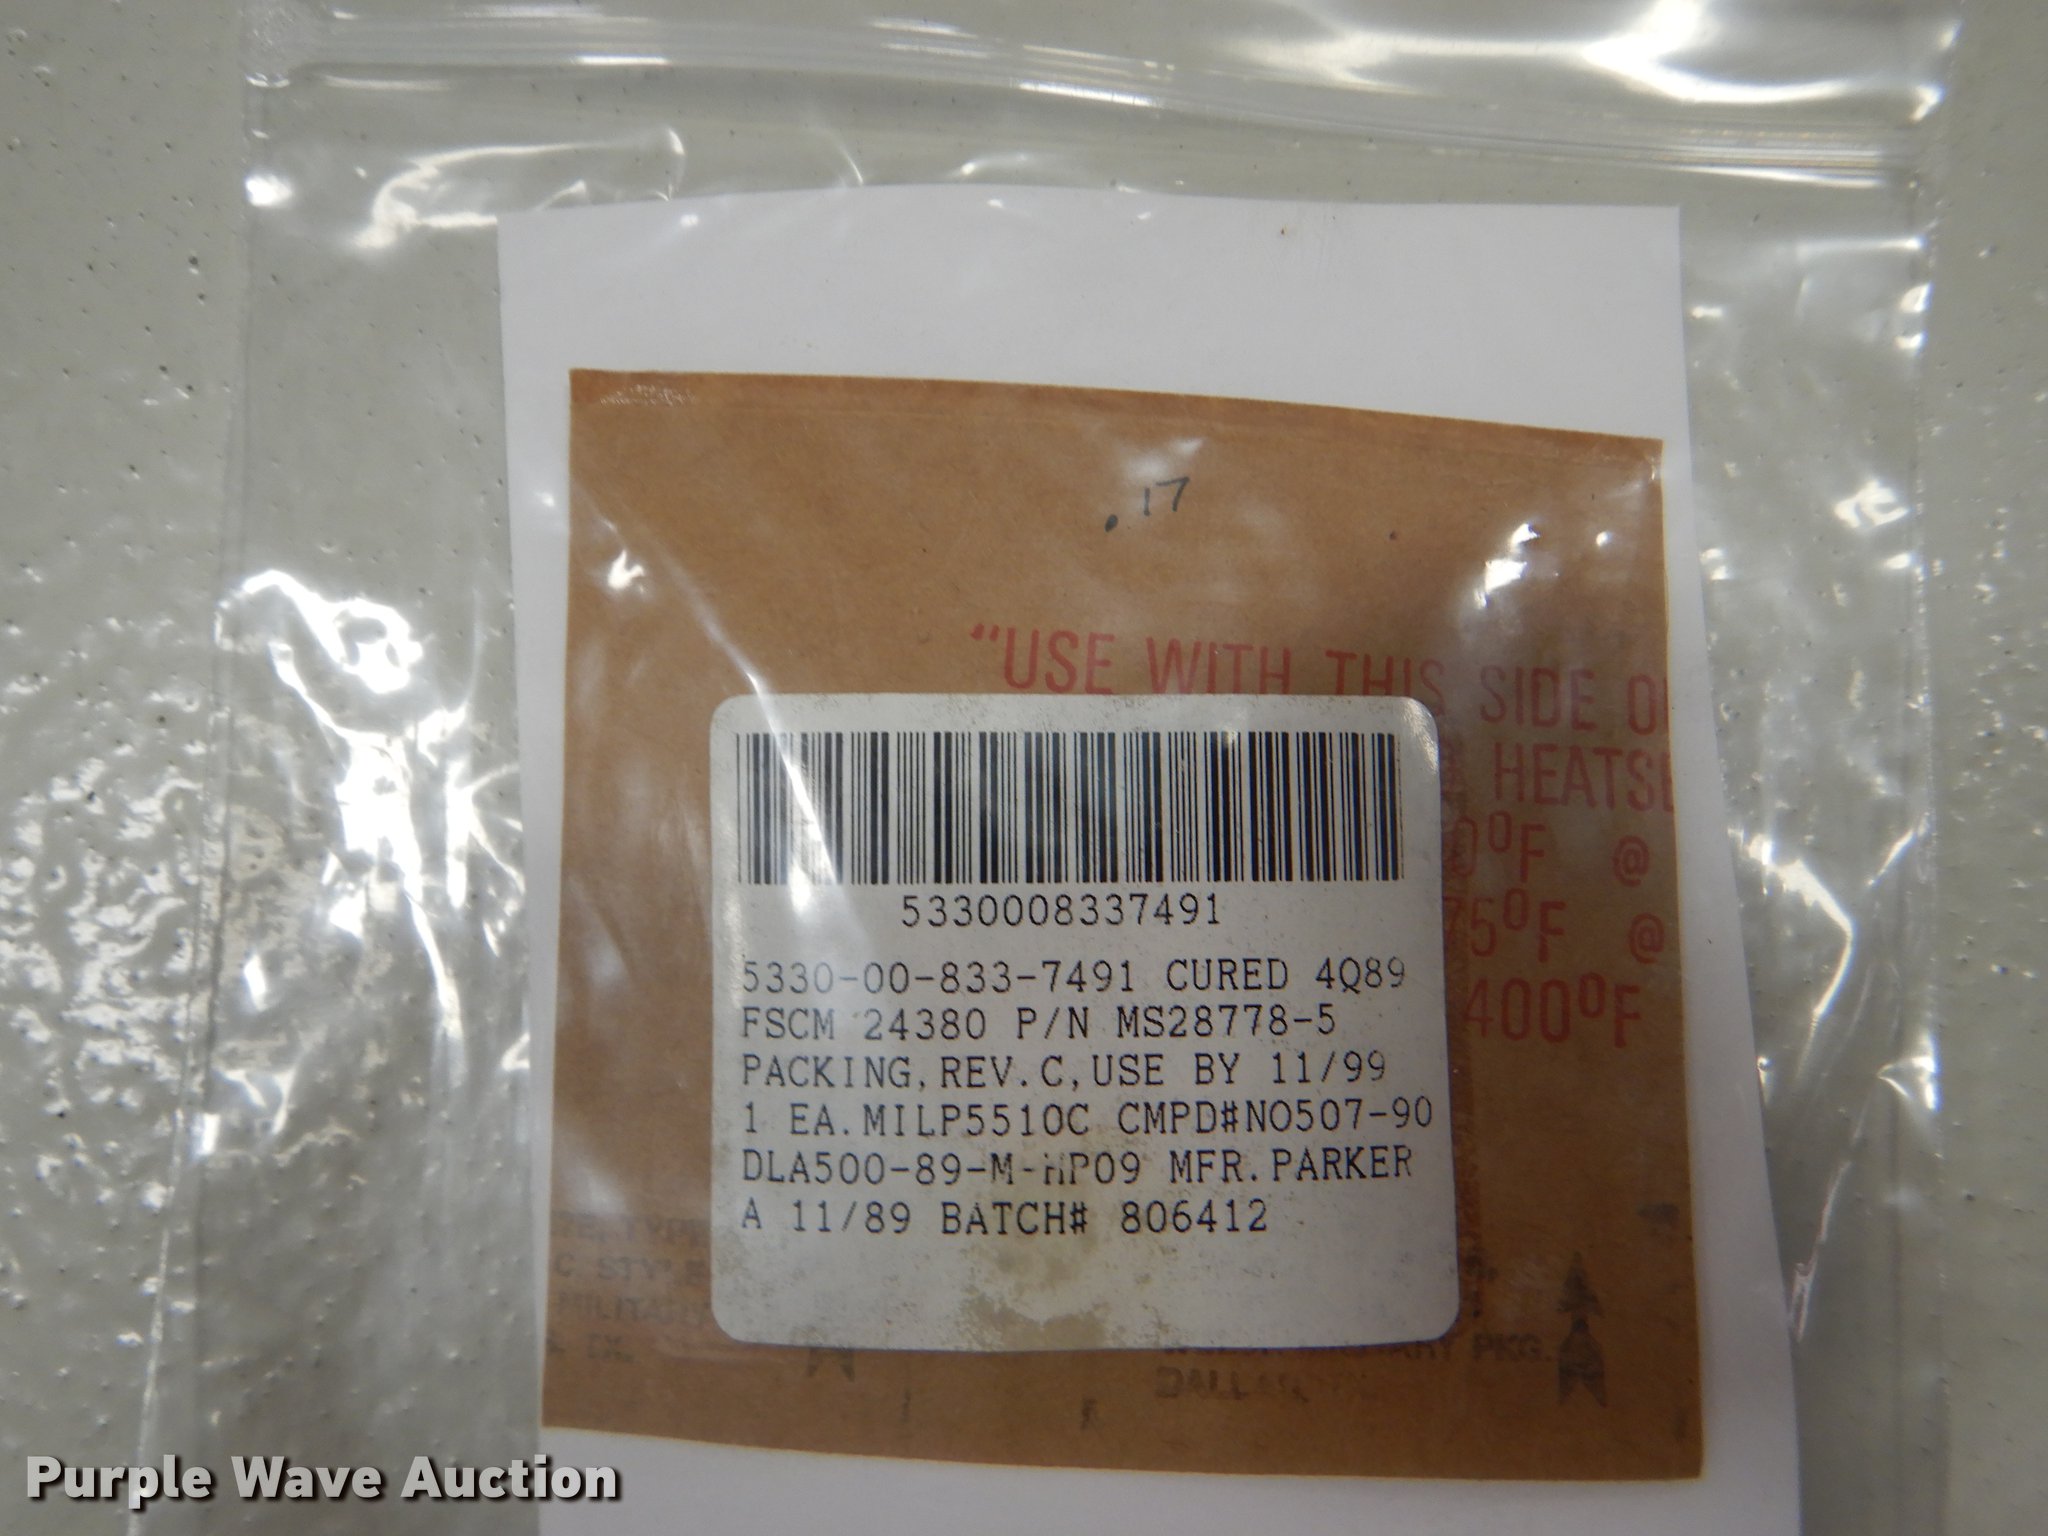 .17
"USE WITH THIS SIDE
HEATS
0°F @
75°F @
400°F
5330008337491
5330-00-833-7491 CURED 4Q89
FSCM 24380 P/N MS28778-5
PACKING,REV.C,USE BY 11/99
1 EA.MILP5510C CMPD#NO507-90
DLA500-89-M-HP09 MFR.PARKER
A 11/89 BATCH# 806412
PKG.
Purple Wave Auction